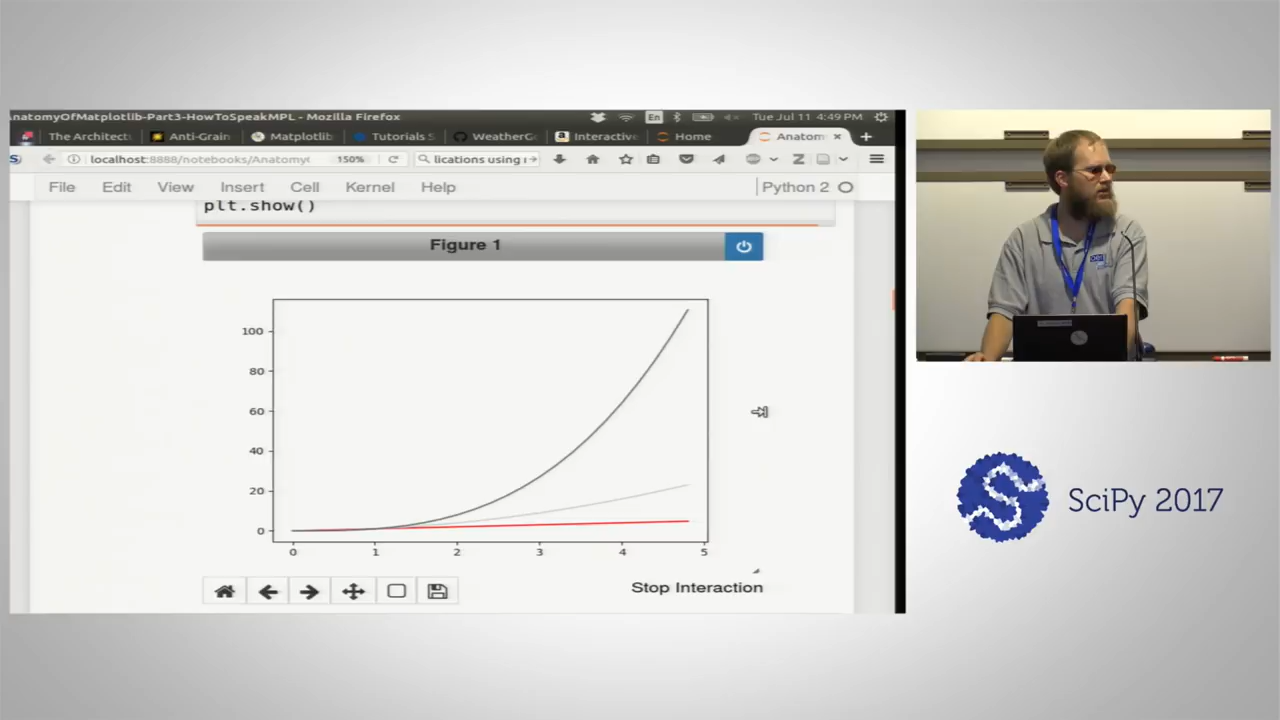 AnatomyOfMatplotlib-Part3-HowToSpeakMPL - Mozilla Firefox
En
Tue Jul 11 4:49 PM
The Architect
Anti-Grain
Matplotlib
Tutorials S
WeatherGe
Interactive
Home
Anatom
localhost:8888/notebooks/Anatomy
150%
lications using
File Edit View Insert Cell Kernel Help
Python 2
plt.show()
Figure 1
100
80
60
40
20
0
0 1 2 3 4 5
Stop Interaction
SciPy 2017